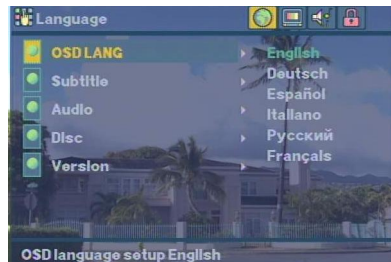 Language
OSD LANG
English
Deutsch
Subtitle
Español
Audio
Italiano
Disc
Русский
Français
Version
OSD language setup English